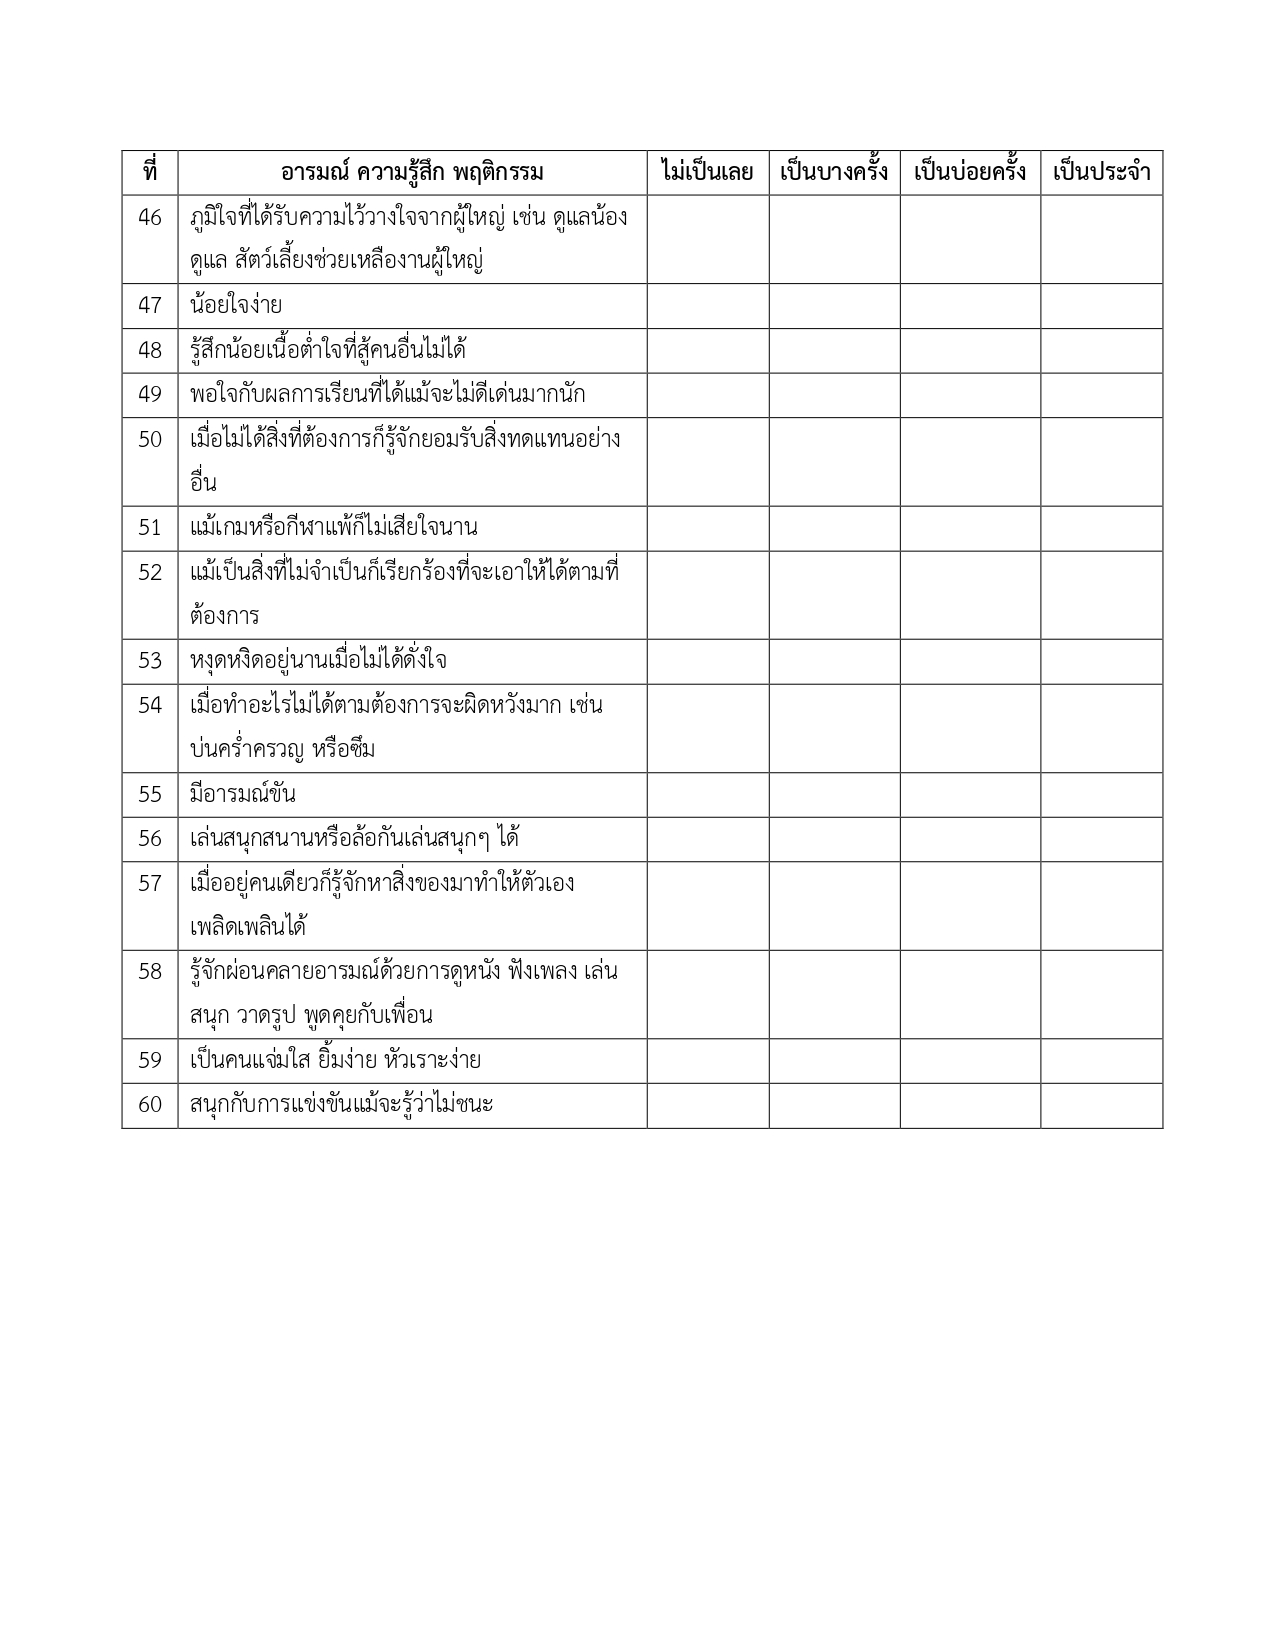 ที่ อารมณ์ ความรู้สึก พฤติกรรม ไม่เป็นเลย เป็นบางครั้ง เป็นบ่อยครั้ง เป็นประจำ
46 ภูมิใจที่ได้รับความไว้วางใจจากผู้ใหญ่ เช่น ดูแลน้อง
ดูแล สัตว์เลี้ยงช่วยเหลืองานผู้ใหญ่
47 น้อยใจง่าย
48 รู้สึกน้อยเนื้อต่ำใจที่สู้คนอื่นไม่ได้
49 พอใจกับผลการเรียนที่ได้แม้จะไม่ดีเด่นมากนัก
50 เมื่อไม่ได้สิ่งที่ต้องการก็รู้จักยอมรับสิ่งทดแทนอย่าง
อื่น
51 แม้เกมหรือกีฬาแพ้ก็ไม่เสียใจนาน
52 แม้เป็นสิ่งที่ไม่จำเป็นก็เรียกร้องที่จะเอาให้ได้ตามที่
ต้องการ
53 หงุดหงิดอยู่นานเมื่อไม่ได้ดั่งใจ
54 เมื่อทำอะไรไม่ได้ตามต้องการจะผิดหวังมาก เช่น
บ่นคร่ำครวญ หรือซึม
55 มีอารมณ์ขัน
56 เล่นสนุกสนานหรือล้อกันเล่นสนุกๆ ได้
57 เมื่ออยู่คนเดียวก็รู้จักหาสิ่งของมาทำให้ตัวเอง
เพลิดเพลินได้
58 รู้จักผ่อนคลายอารมณ์ด้วยการดูหนัง ฟังเพลง เล่น
สนุก วาดรูป พูดคุยกับเพื่อน
59 เป็นคนแจ่มใส ยิ้มง่าย หัวเราะง่าย
60 สนุกกับการแข่งขันแม้จะรู้ว่าไม่ชนะ